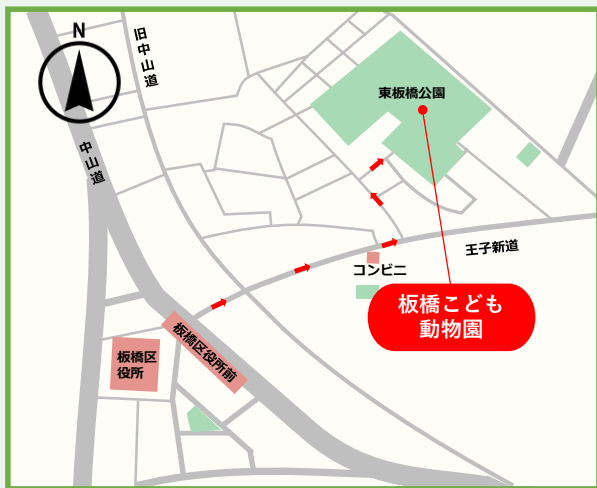 N
旧中山道
中山道
東板橋公園
王子新道
コンビニ
板橋こども
動物園
板橋区役所前
板橋区
役所